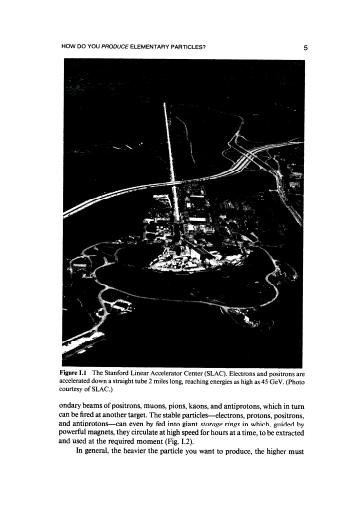 HOW DO YOU PRODUCE ELEMENTARY PARTICLES? 5
Figure I.1 The Stanford Linear Accelerator Center (SLAC). Electrons and positrons are
accelerated down a straight tube 2 miles long, reaching energies as high as 45 GeV. (Photo
courtesy of SLAC.)
ondary beams of positrons, muons, pions, kaons, and antiprotons, which in turn
can be fired at another target. The stable particles—electrons, protons, positrons,
and antiprotons—can even by fed into giant storage rings in which, guided by
powerful magnets, they circulate at high speed for hours at a time, to be extracted
and used at the required moment (Fig. I.2).
In general, the heavier the particle you want to produce, the higher must